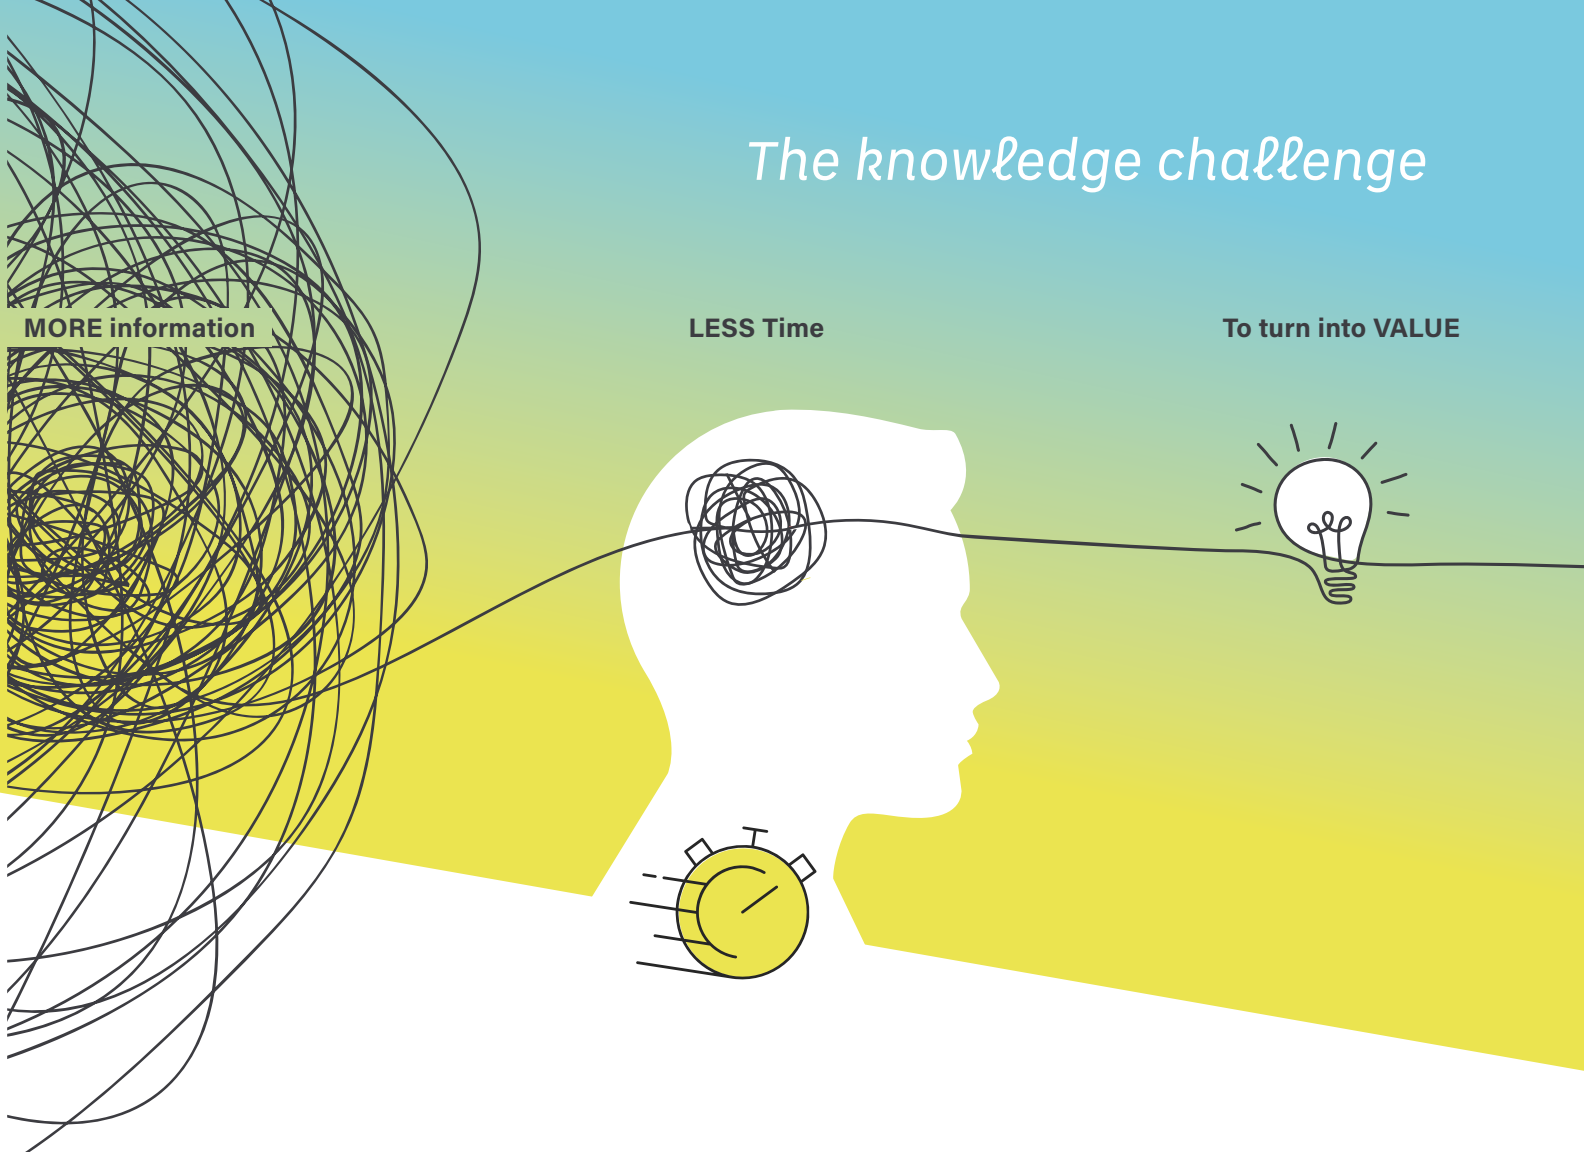 The knowledge challenge
MORE information
LESS Time
To turn into VALUE